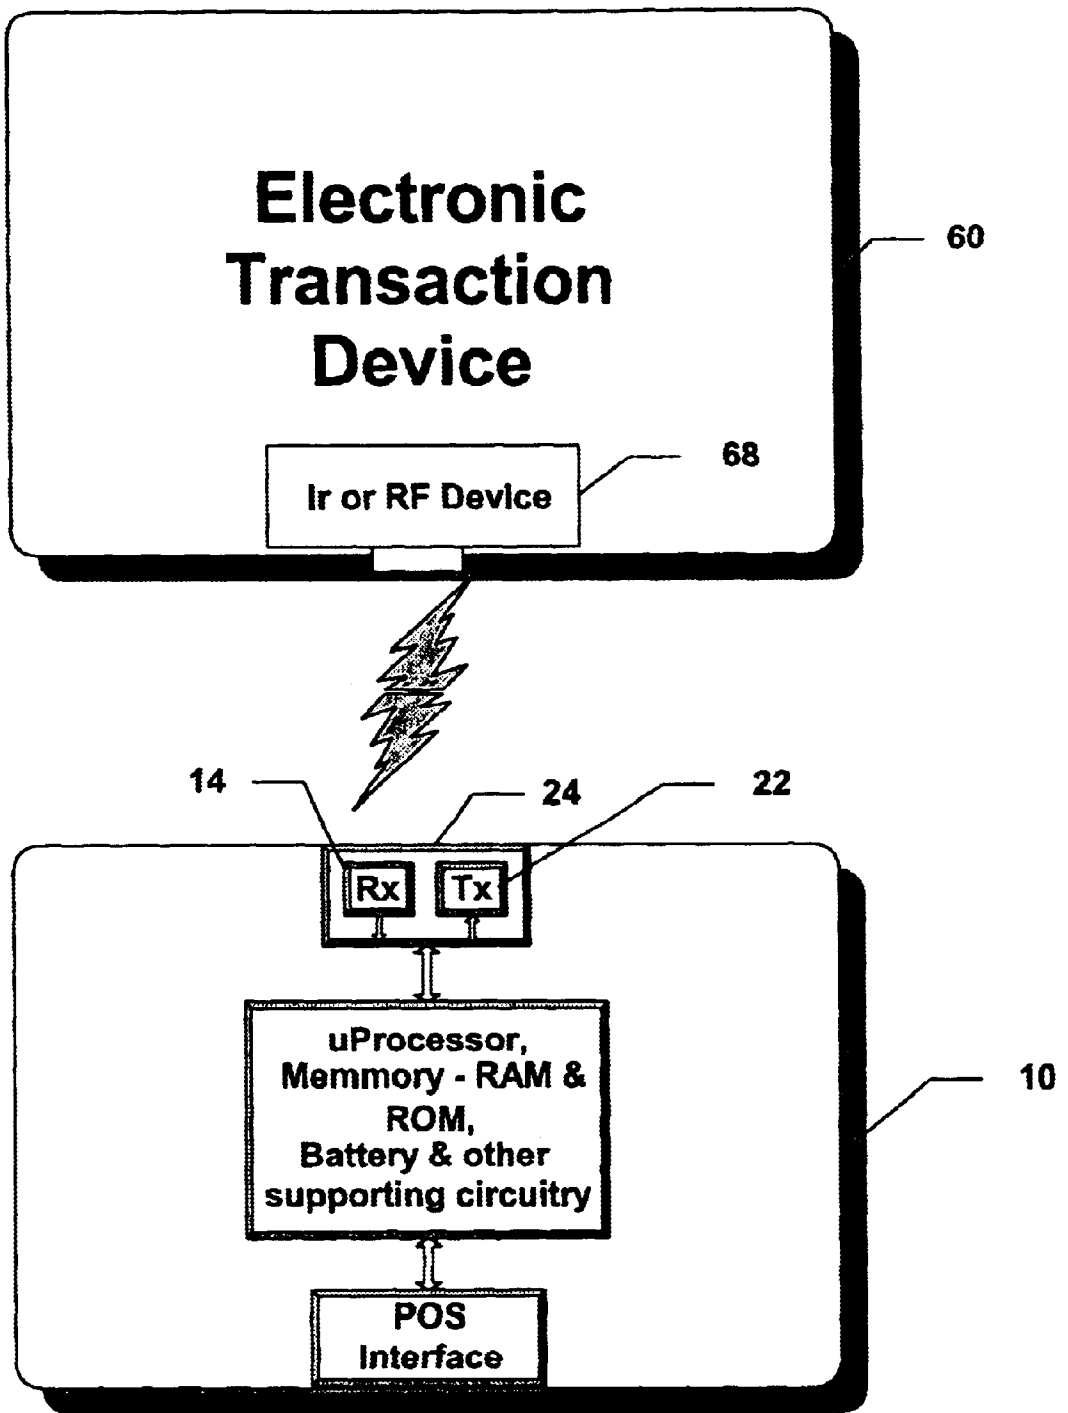 Electronic
Transaction
Device
60
68
Ir or RF Device
14
24
22
Rx
Tx
uProcessor,
Memmory - RAM &
ROM,
Battery & other
supporting circuitry
10
POS
Interface